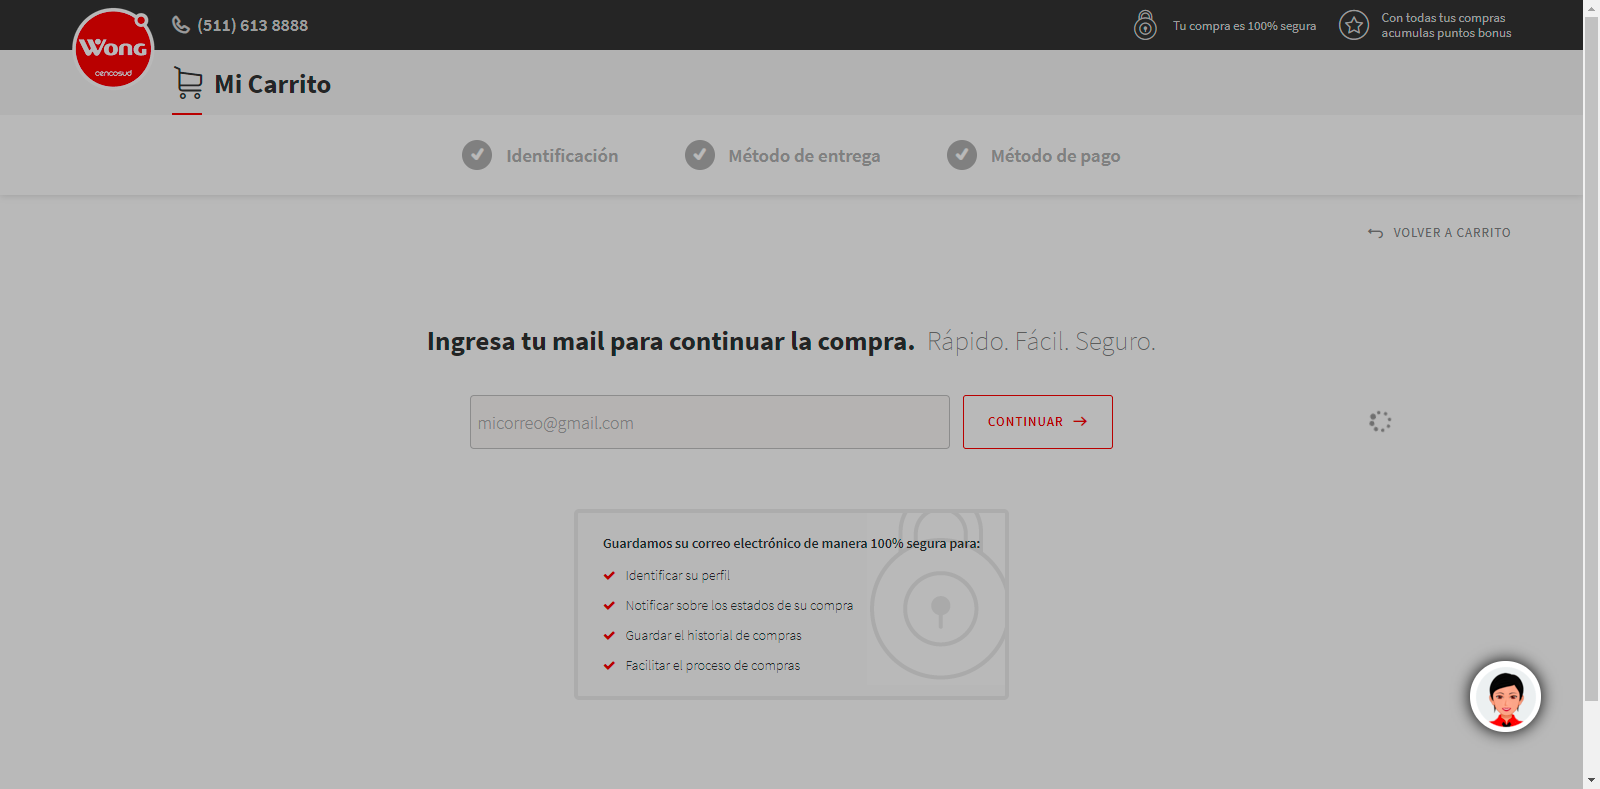 (511) 613 8888
Tu compra es 100% segura
Con todas tus compras
acumulas puntos bonus
Wong
cencosud
Mi Carrito
Identificación
Método de entrega
Método de pago
VOLVER A CARRITO
Ingresa tu mail para continuar la compra. Rápido. Fácil. Seguro.
micorreo@gmail.com
CONTINUAR
Guardamos su correo electrónico de manera 100% segura para:
Identificar su perfil
Notificar sobre los estados de su compra
Guardar el historial de compras
Facilitar el proceso de compras